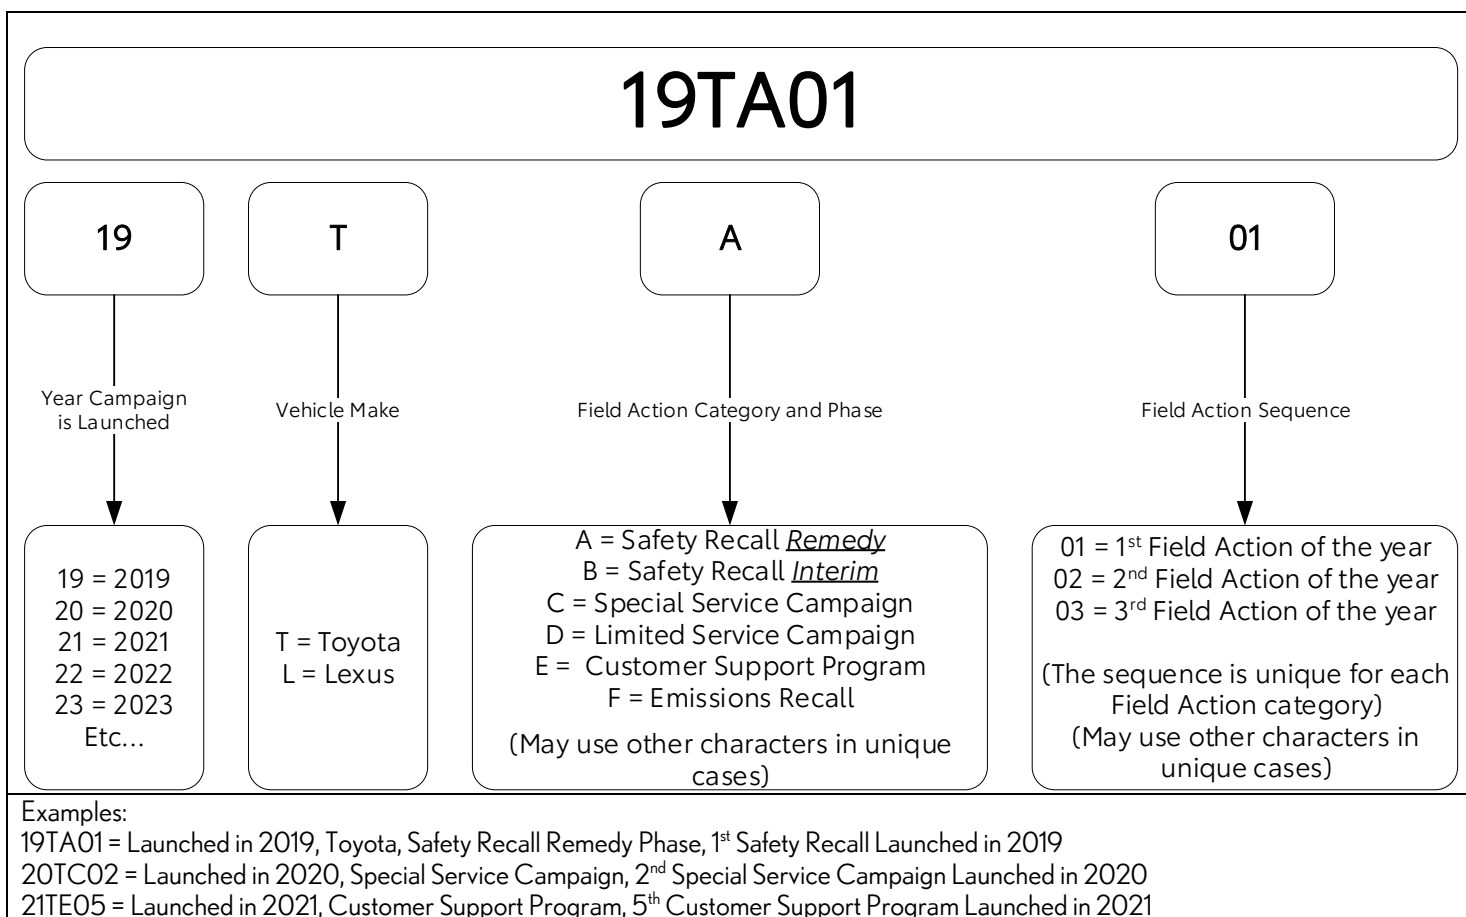 19TA01
19
T
A
01
Year Campaign
is Launched
Vehicle Make
Field Action Category and Phase
Field Action Sequence
19 = 2019
20 = 2020
21 = 2021
22 = 2022
23 = 2023
Etc...
T = Toyota
L = Lexus
A = Safety Recall Remedy
B = Safety Recall Interim
C = Special Service Campaign
D = Limited Service Campaign
E =  Customer Support Program
F = Emissions Recall
(May use other characters in unique
cases)
01 = 1st Field Action of the year
02 = 2nd Field Action of the year
03 = 3rd Field Action of the year
(The sequence is unique for each
Field Action category)
(May use other characters in
unique cases)
Examples:
19TA01 = Launched in 2019, Toyota, Safety Recall Remedy Phase, 1st Safety Recall Launched in 2019
20TC02 = Launched in 2020, Special Service Campaign, 2nd Special Service Campaign Launched in 2020
21TE05 = Launched in 2021, Customer Support Program, 5th Customer Support Program Launched in 2021